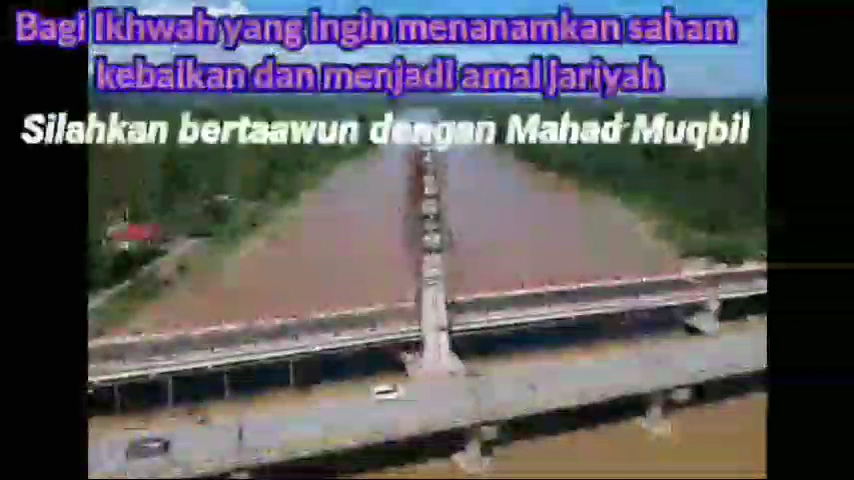 Bagi Ikhwah yang ingin menanamkan saham
kebaikan dan menjadi amal jariyah
Silahkan bertaawun dengan Mahad Muqbil